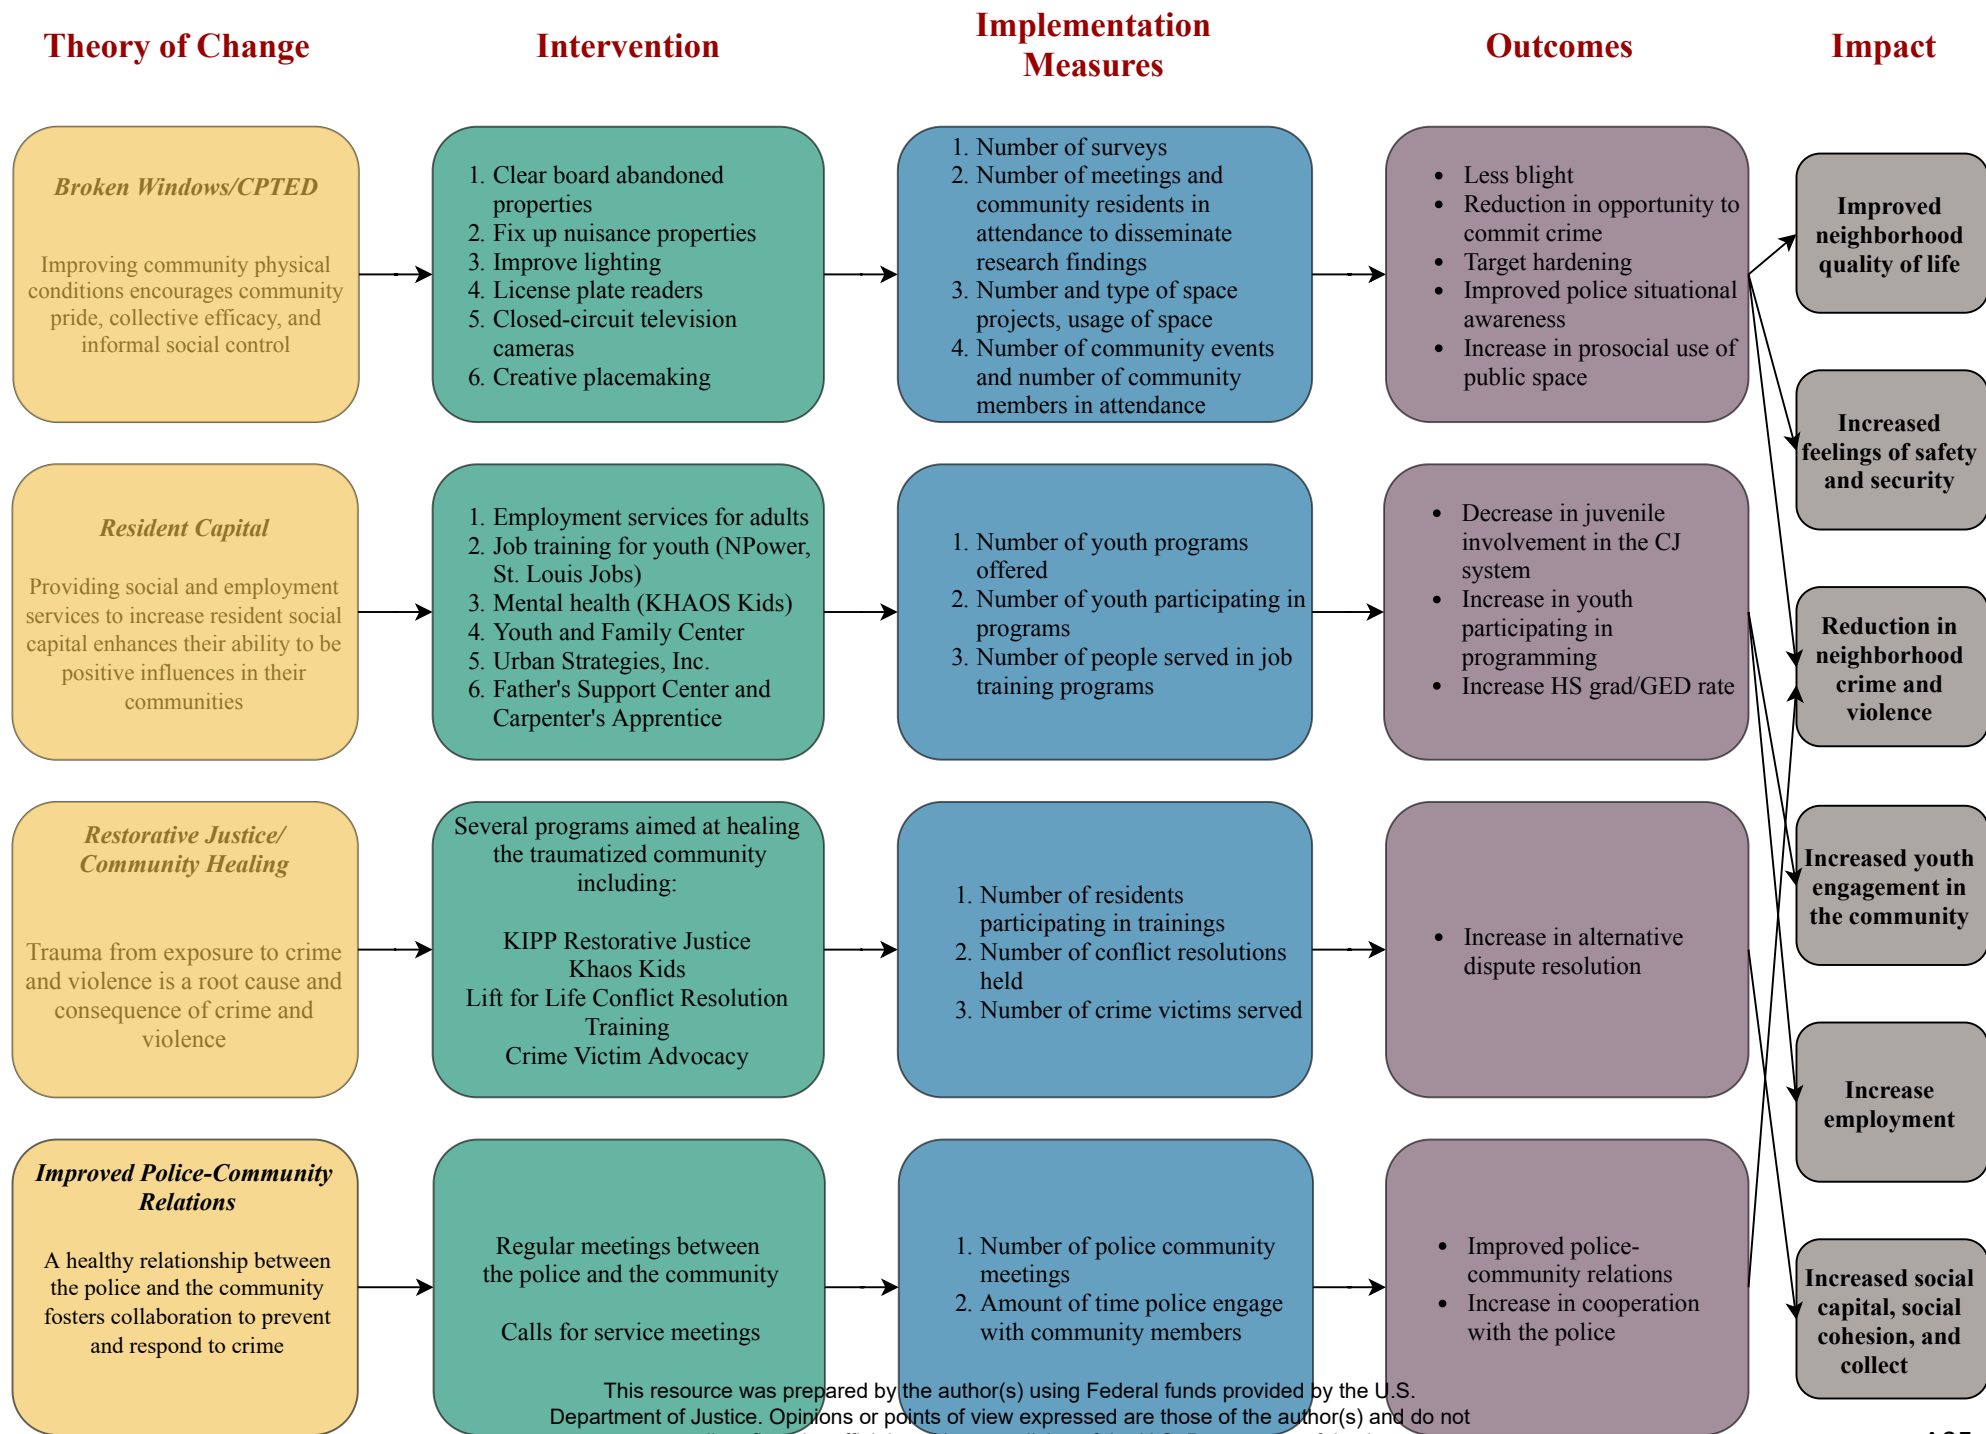 Theory of Change
Intervention
Implementation
Measures
Outcomes
Impact
Broken Windows/CPTED
Improving community physical
conditions encourages community
pride, collective efficacy, and
informal social control
1. Clear board abandoned
properties
2. Fix up nuisance properties
3. Improve lighting
4. License plate readers
5. Closed-circuit television
cameras
6. Creative placemaking
1. Number of surveys
2. Number of meetings and
community residents in
attendance to disseminate
research findings
3. Number and type of space
projects, usage of space
4. Number of community events
and number of community
members in attendance
• Less blight
• Reduction in opportunity to
commit crime
• Target hardening
• Improved police situational
awareness
• Increase in prosocial use of
public space
Improved
neighborhood
quality of life
Increased
feelings of safety
and security
Resident Capital
Providing social and employment
services to increase resident social
capital enhances their ability to be
positive influences in their
communities
1. Employment services for adults
2. Job training for youth (NPower,
St. Louis Jobs)
3. Mental health (KHAOS Kids)
4. Youth and Family Center
5. Urban Strategies, Inc.
6. Father's Support Center and
Carpenter's Apprentice
1. Number of youth programs
offered
2. Number of youth participating in
programs
3. Number of people served in job
training programs
• Decrease in juvenile
involvement in the CJ
system
• Increase in youth
participating in
programming
• Increase HS grad/GED rate
Reduction in
neighborhood
crime and
violence
Restorative Justice/
Community Healing
Trauma from exposure to crime
and violence is a root cause and
consequence of crime and
violence
Several programs aimed at healing
the traumatized community
including:
KIPP Restorative Justice
Khaos Kids
Lift for Life Conflict Resolution
Training
Crime Victim Advocacy
1. Number of residents
participating in trainings
2. Number of conflict resolutions
held
3. Number of crime victims served
• Increase in alternative
dispute resolution
Increased youth
engagement in
the community
Increase
employment
Improved Police-Community
Relations
A healthy relationship between
the police and the community
fosters collaboration to prevent
and respond to crime
Regular meetings between
the police and the community
Calls for service meetings
1. Number of police community
meetings
2. Amount of time police engage
with community members
• Improved police-
community relations
• Increase in cooperation
with the police
Increased social
capital, social
cohesion, and
collect
This resource was prepared by the author(s) using Federal funds provided by the U.S.
Department of Justice. Opinions or points of view expressed are those of the author(s) and do not